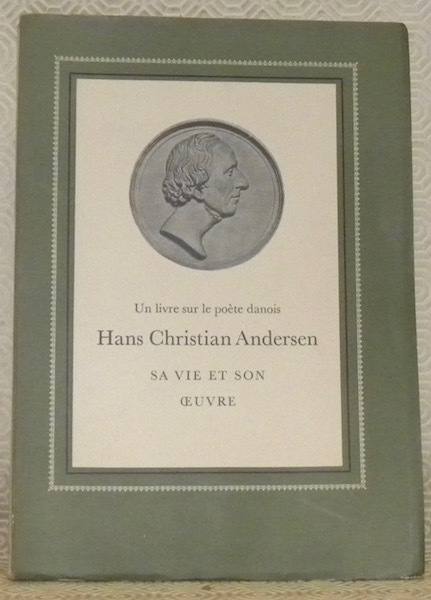 Un livre sur le poète danois
Hans Christian Andersen
SA VIE ET SON
ŒUVRE